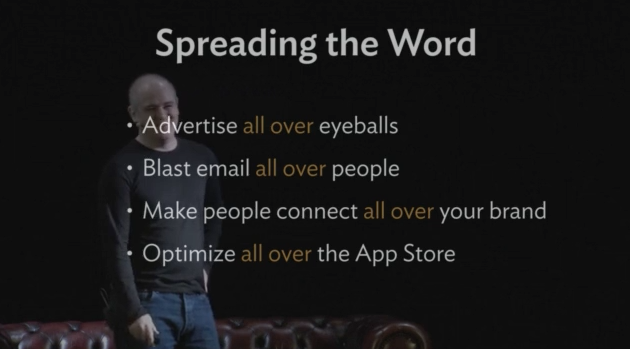 Spreading the Word
• Advertise all over eyeballs
• Blast email all over people
• Make people connect all over your brand
• Optimize all over the App Store